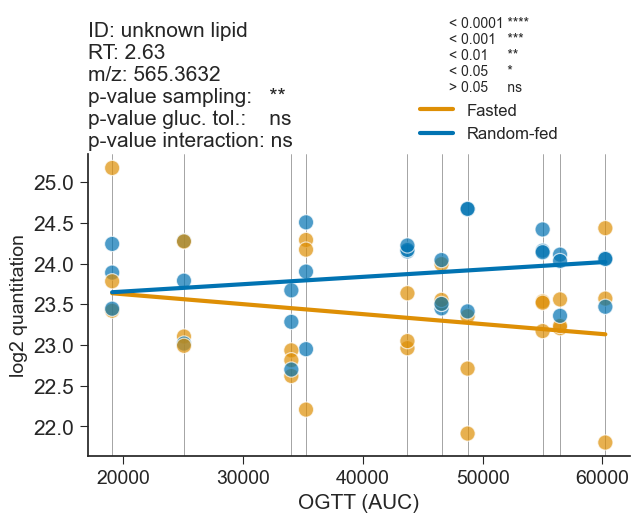 ID: unknown lipid
RT: 2.63
m/z: 565.3632
p-value sampling: **
p-value gluc. tol.: ns
p-value interaction: ns
< 0.0001 ****
< 0.001 ***
< 0.01 **
< 0.05 *
> 0.05 ns
Fasted
Random-fed
log2 quantitation
25.0
24.5
24.0
23.5
23.0
22.5
22.0
20000 30000 40000 50000 60000
OGTT (AUC)